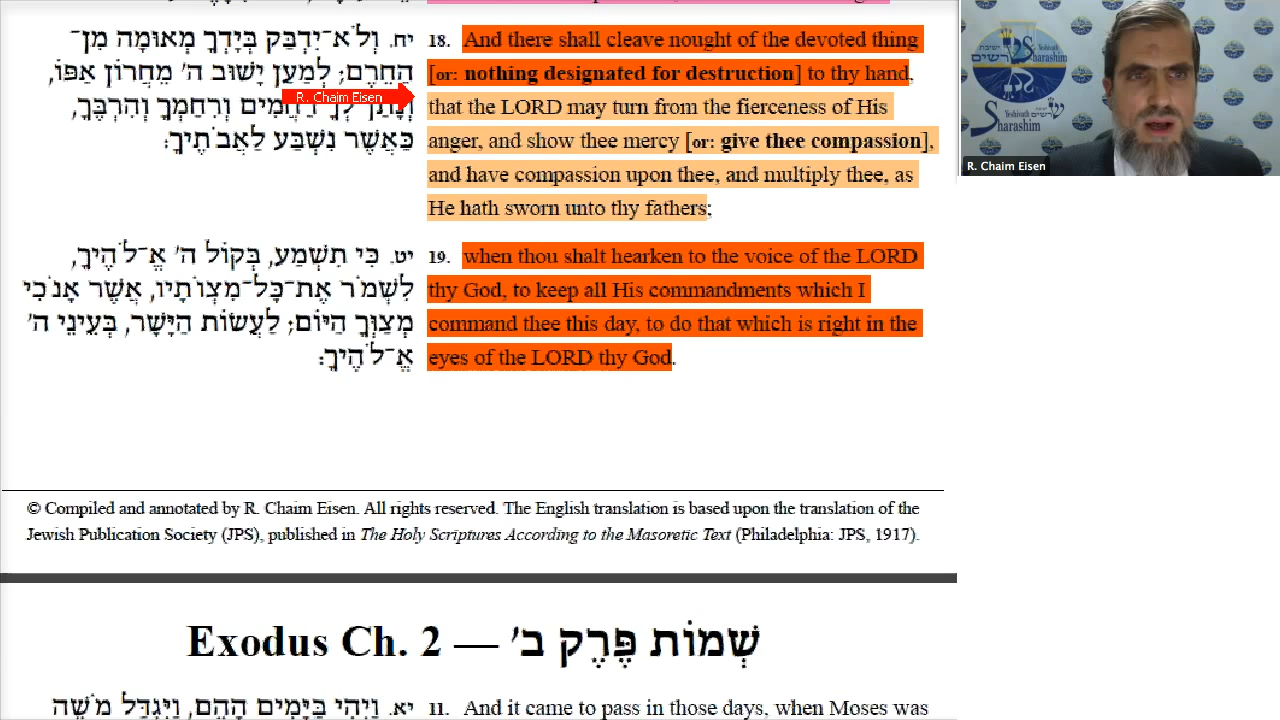 יח. וְלֹא־יִדְבַּק בְּיָדְךָ מְאוּמָה מִן־
הַחֵרֶם; לְמַעַן יָשׁוּב ה׳ מֵחֲרוֹן אַפּוֹ,
וְנָתַן־לְךָ רַחֲמִים וְרִחַמְךָ וְהִרְבֶּךָ,
כַּאֲשֶׁר נִשְׁבַּע לַאֲבֹתֶיךָ:
18. And there shall cleave nought of the devoted thing
[or: nothing designated for destruction] to thy hand,
that the LORD may turn from the fierceness of His
anger, and show thee mercy [or: give thee compassion],
and have compassion upon thee, and multiply thee, as
He hath sworn unto thy fathers;
R. Chaim Eisen
יט. כִּי תִשְׁמַע, בְּקוֹל ה׳ אֱ־לֹהֶיךָ,
לִשְׁמֹר אֶת־כָּל־מִצְוֹתָיו, אֲשֶׁר אָנֹכִי
מְצַוְּךָ הַיּוֹם; לַעֲשׂוֹת הַיָּשָׁר, בְּעֵינֵי ה׳
אֱ־לֹהֶיךָ:
19. when thou shalt hearken to the voice of the LORD
thy God, to keep all His commandments which I
command thee this day, to do that which is right in the
eyes of the LORD thy God.
© Compiled and annotated by R. Chaim Eisen. All rights reserved. The English translation is based upon the translation of the
Jewish Publication Society (JPS), published in The Holy Scriptures According to the Masoretic Text (Philadelphia: JPS, 1917).
Exodus Ch. 2 — שְׁמוֹת פֶּרֶק ב׳
יא. וַיְהִי בַּיָּמִים הָהֵם, וַיִּגְדַּל מֹשֶׁה
11. And it came to pass in those days, when Moses was
ישיבת
שרשים
Yeshivath
Sharashim
Yeshivath שרשים
Sharashim
R. Chaim Eisen